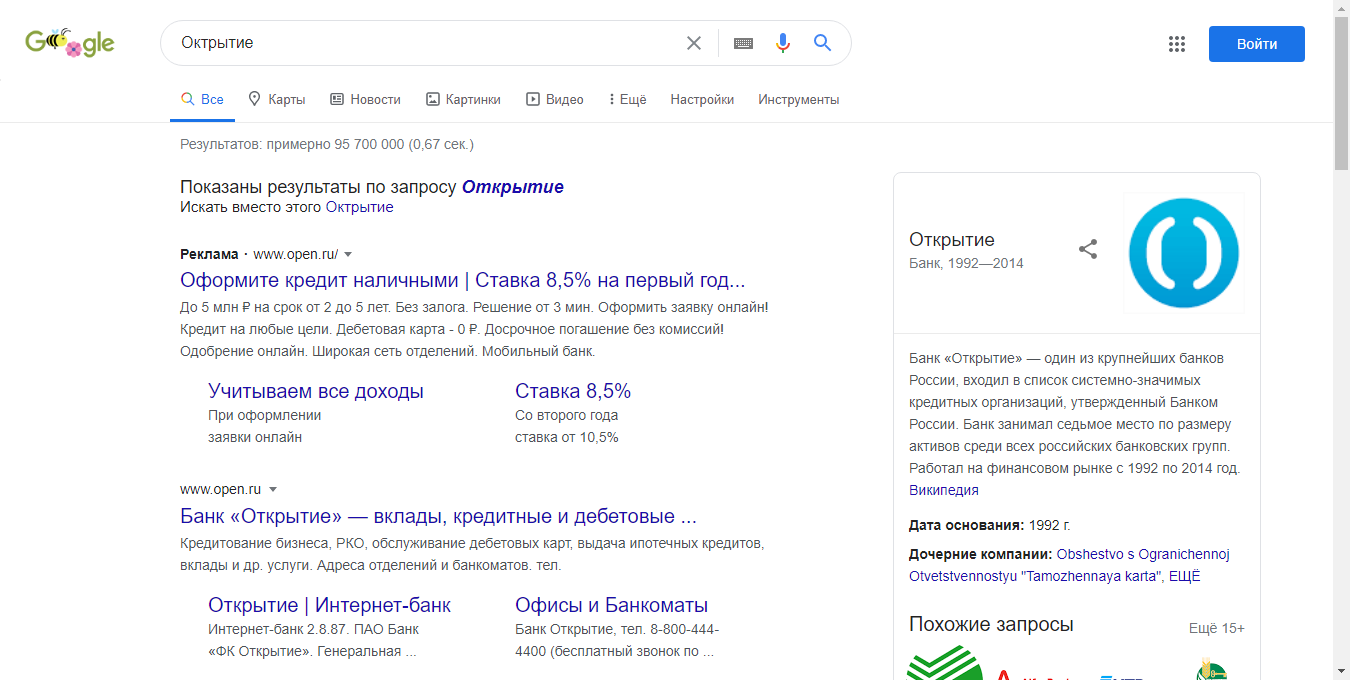 Google
Октрытие
Войти
Все
Карты
Новости
Картинки
Видео
Ещё
Настройки
Инструменты
Результатов: примерно 95 700 000 (0,67 сек.)
Показаны результаты по запросу Открытие
Искать вместо этого Октрытие
Реклама · www.open.ru/
Оформите кредит наличными | Ставка 8,5% на первый год...
До 5 млн ₽ на срок от 2 до 5 лет. Без залога. Решение от 3 мин. Оформить заявку онлайн!
Кредит на любые цели. Дебетовая карта - 0 ₽. Досрочное погашение без комиссий!
Одобрение онлайн. Широкая сеть отделений. Мобильный банк.
Учитываем все доходы
При оформлении
заявки онлайн
Ставка 8,5%
Со второго года
ставка от 10,5%
www.open.ru
Банк «Открытие» — вклады, кредитные и дебетовые ...
Кредитование бизнеса, РКО, обслуживание дебетовых карт, выдача ипотечных кредитов,
вклады и др. услуги. Адреса отделений и банкоматов. тел.
Открытие | Интернет-банк
Интернет-банк 2.8.87. ПАО Банк
«ФК Открытие». Генеральная ...
Офисы и Банкоматы
Банк Открытие, тел. 8-800-444-
4400 (бесплатный звонок по ...
Открытие
Банк, 1992—2014
Банк «Открытие» — один из крупнейших банков
России, входил в список системно-значимых
кредитных организаций, утвержденный Банком
России. Банк занимал седьмое место по размеру
активов среди всех российских банковских групп.
Работал на финансовом рынке с 1992 по 2014 год.
Википедия
Дата основания: 1992 г.
Дочерние компании: Obshestvo s Ogranichennoj
Otvetstvennostyu "Tamozhennaya karta", ЕЩЁ
Похожие запросы
Ещё 15+